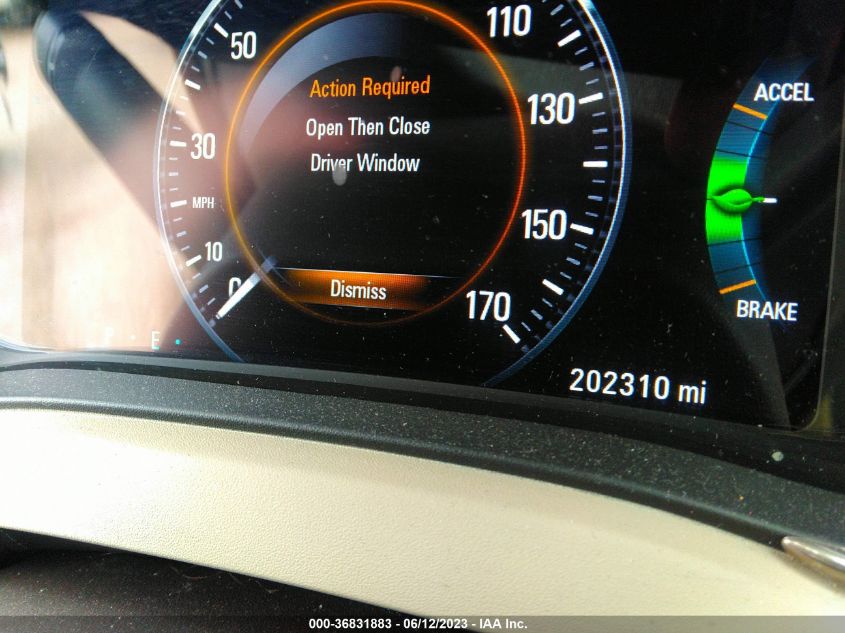 50
110
ACCEL
Action Required
130
Open Then Close
30
Driver Window
MPH
150
10
0
Dismiss
170
BRAKE
E
202310 mi
000-36831883 - 06/12/2023 - IAA Inc.